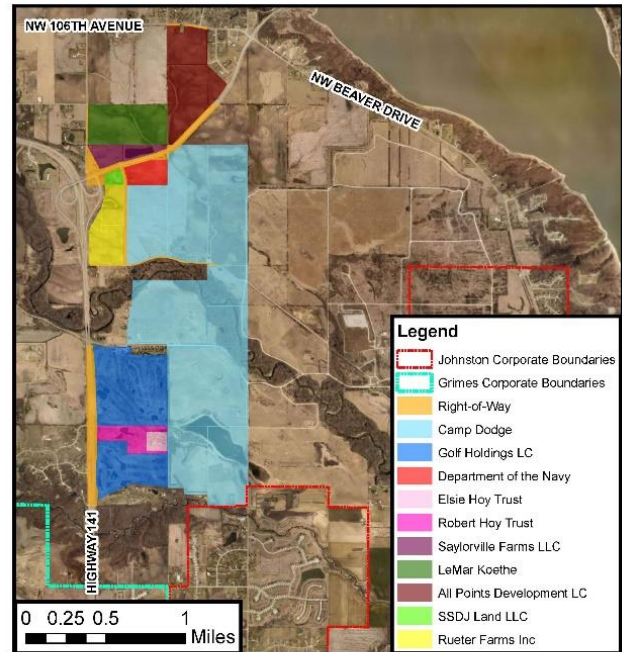 NW 106TH AVENUE
NW BEAVER DRIVE
HIGHWAY 141
Legend
Johnston Corporate Boundaries
Grimes Corporate Boundaries
Right-of-Way
Camp Dodge
Golf Holdings LC
Department of the Navy
Elsie Hoy Trust
Robert Hoy Trust
Saylorville Farms LLC
LeMar Koethe
All Points Development LC
SSDJ Land LLC
Rueter Farms Inc
0 0.25 0.5 1
Miles